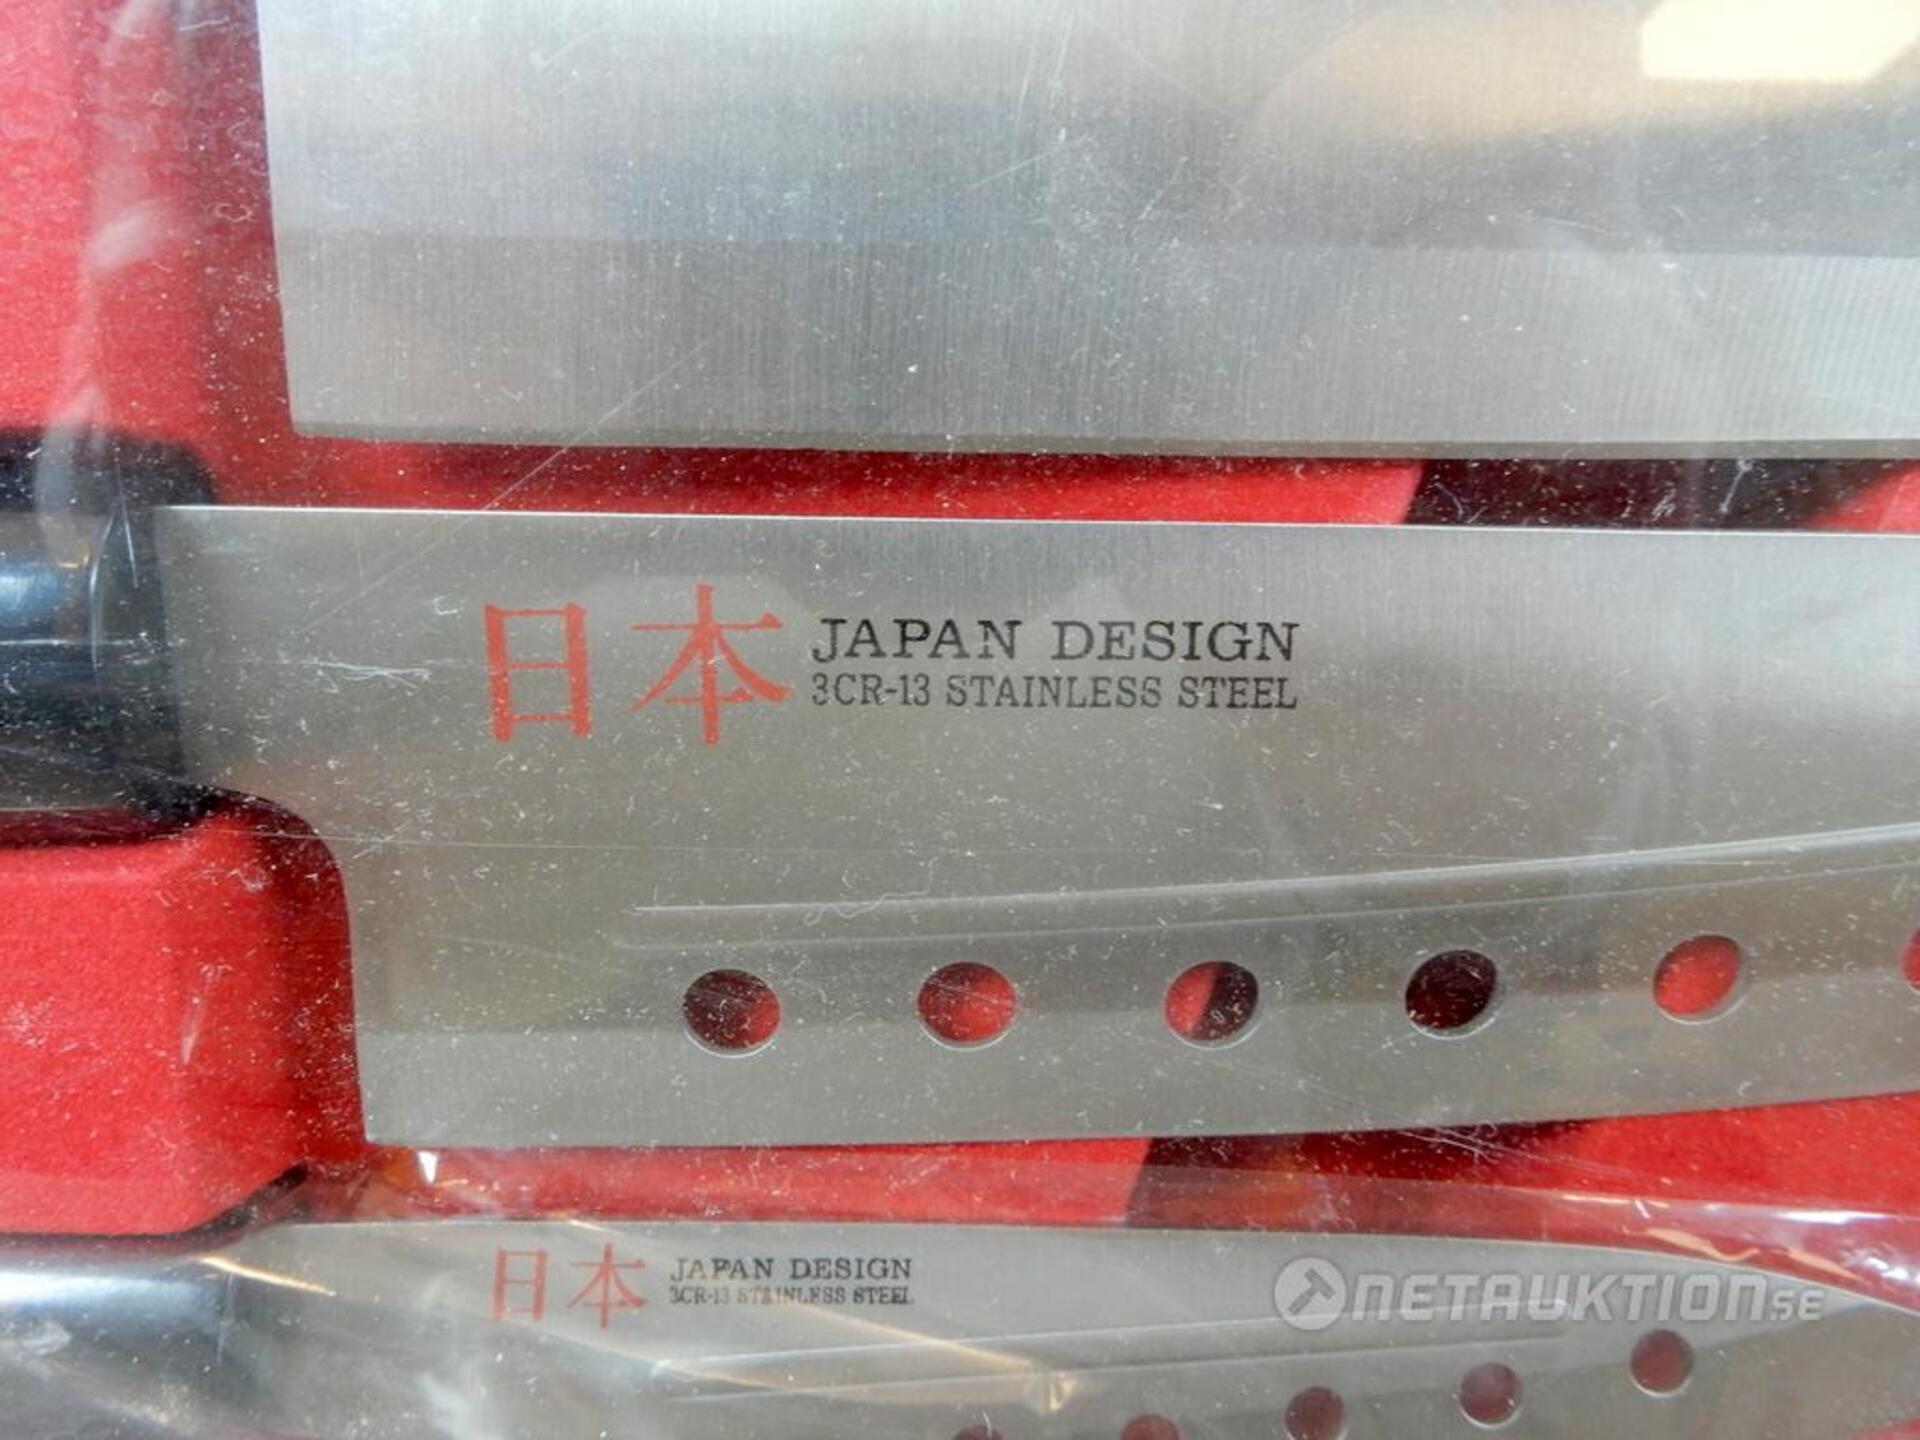 日本 JAPAN DESIGN
3CR-13 STAINLESS STEEL
日本 JAPAN DESIGN
3CR-13 STAINLESS STEEL
NETAUKTION.SE